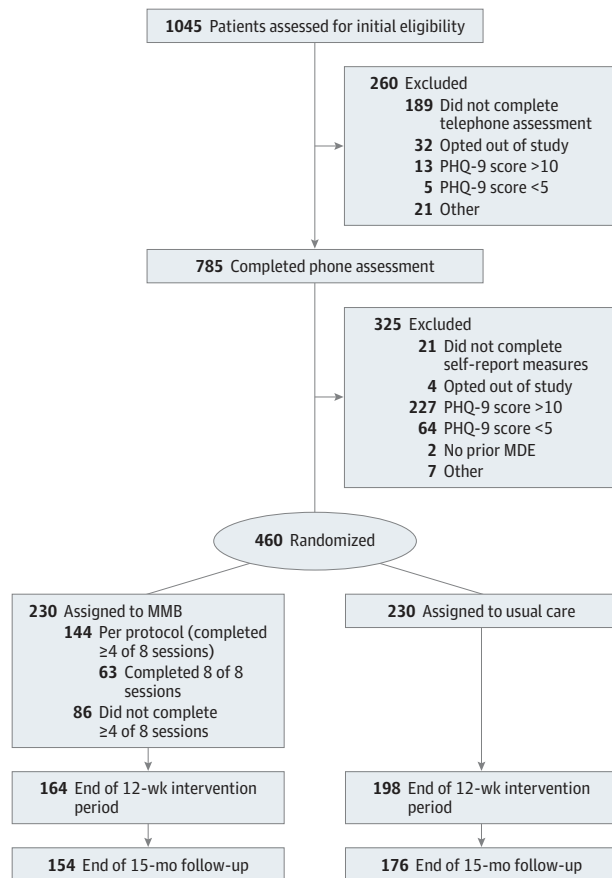 1045 Patients assessed for initial eligibility
260 Excluded
189 Did not complete
telephone assessment
32 Opted out of study
13 PHQ-9 score >10
5 PHQ-9 score <5
21 Other
785 Completed phone assessment
325 Excluded
21 Did not complete
self-report measures
4 Opted out of study
227 PHQ-9 score >10
64 PHQ-9 score <5
2 No prior MDE
7 Other
460 Randomized
230 Assigned to MMB
144 Per protocol (completed
≥4 of 8 sessions)
63 Completed 8 of 8
sessions
86 Did not complete
≥4 of 8 sessions
230 Assigned to usual care
164 End of 12-wk intervention
period
198 End of 12-wk intervention
period
154 End of 15-mo follow-up
176 End of 15-mo follow-up